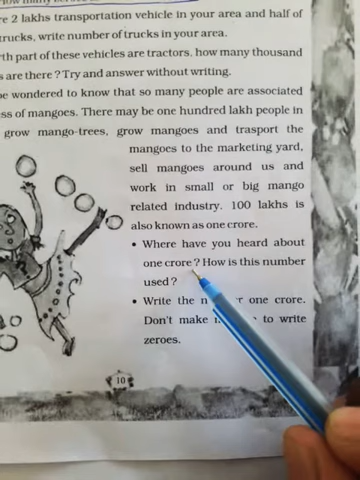 re 2 lakhs transportation vehicle in your area and half of
trucks, write number of trucks in your area.
th part of these vehicles are tractors. how many thousand
s are there ? Try and answer without writing.
be wondered to know that so many people are associated
ss of mangoes. There may be one hundred lakh people in
grow mango-trees, grow mangoes and trasport the
mangoes to the marketing yard,
sell mangoes around us and
work in small or big mango
related industry. 100 lakhs is
also known as one crore.
• Where have you heard about
one crore ? How is this number
used ?
• Write the n r one crore.
Don't make to write
zeroes.
10